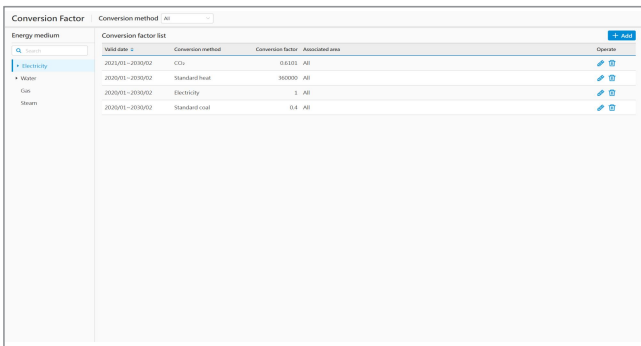 Conversion Factor Conversion method All
Energy medium
Search
Electricity
Water
Gas
Steam
Conversion factor list + Add
Valid date Conversion method Conversion factor Associated area Operate
2021/01~2030/02 CO₂ 0.6101 All
2020/01~2030/02 Standard heat 360000 All
2020/01~2030/02 Electricity 1 All
2020/01~2030/02 Standard coal 0.4 All